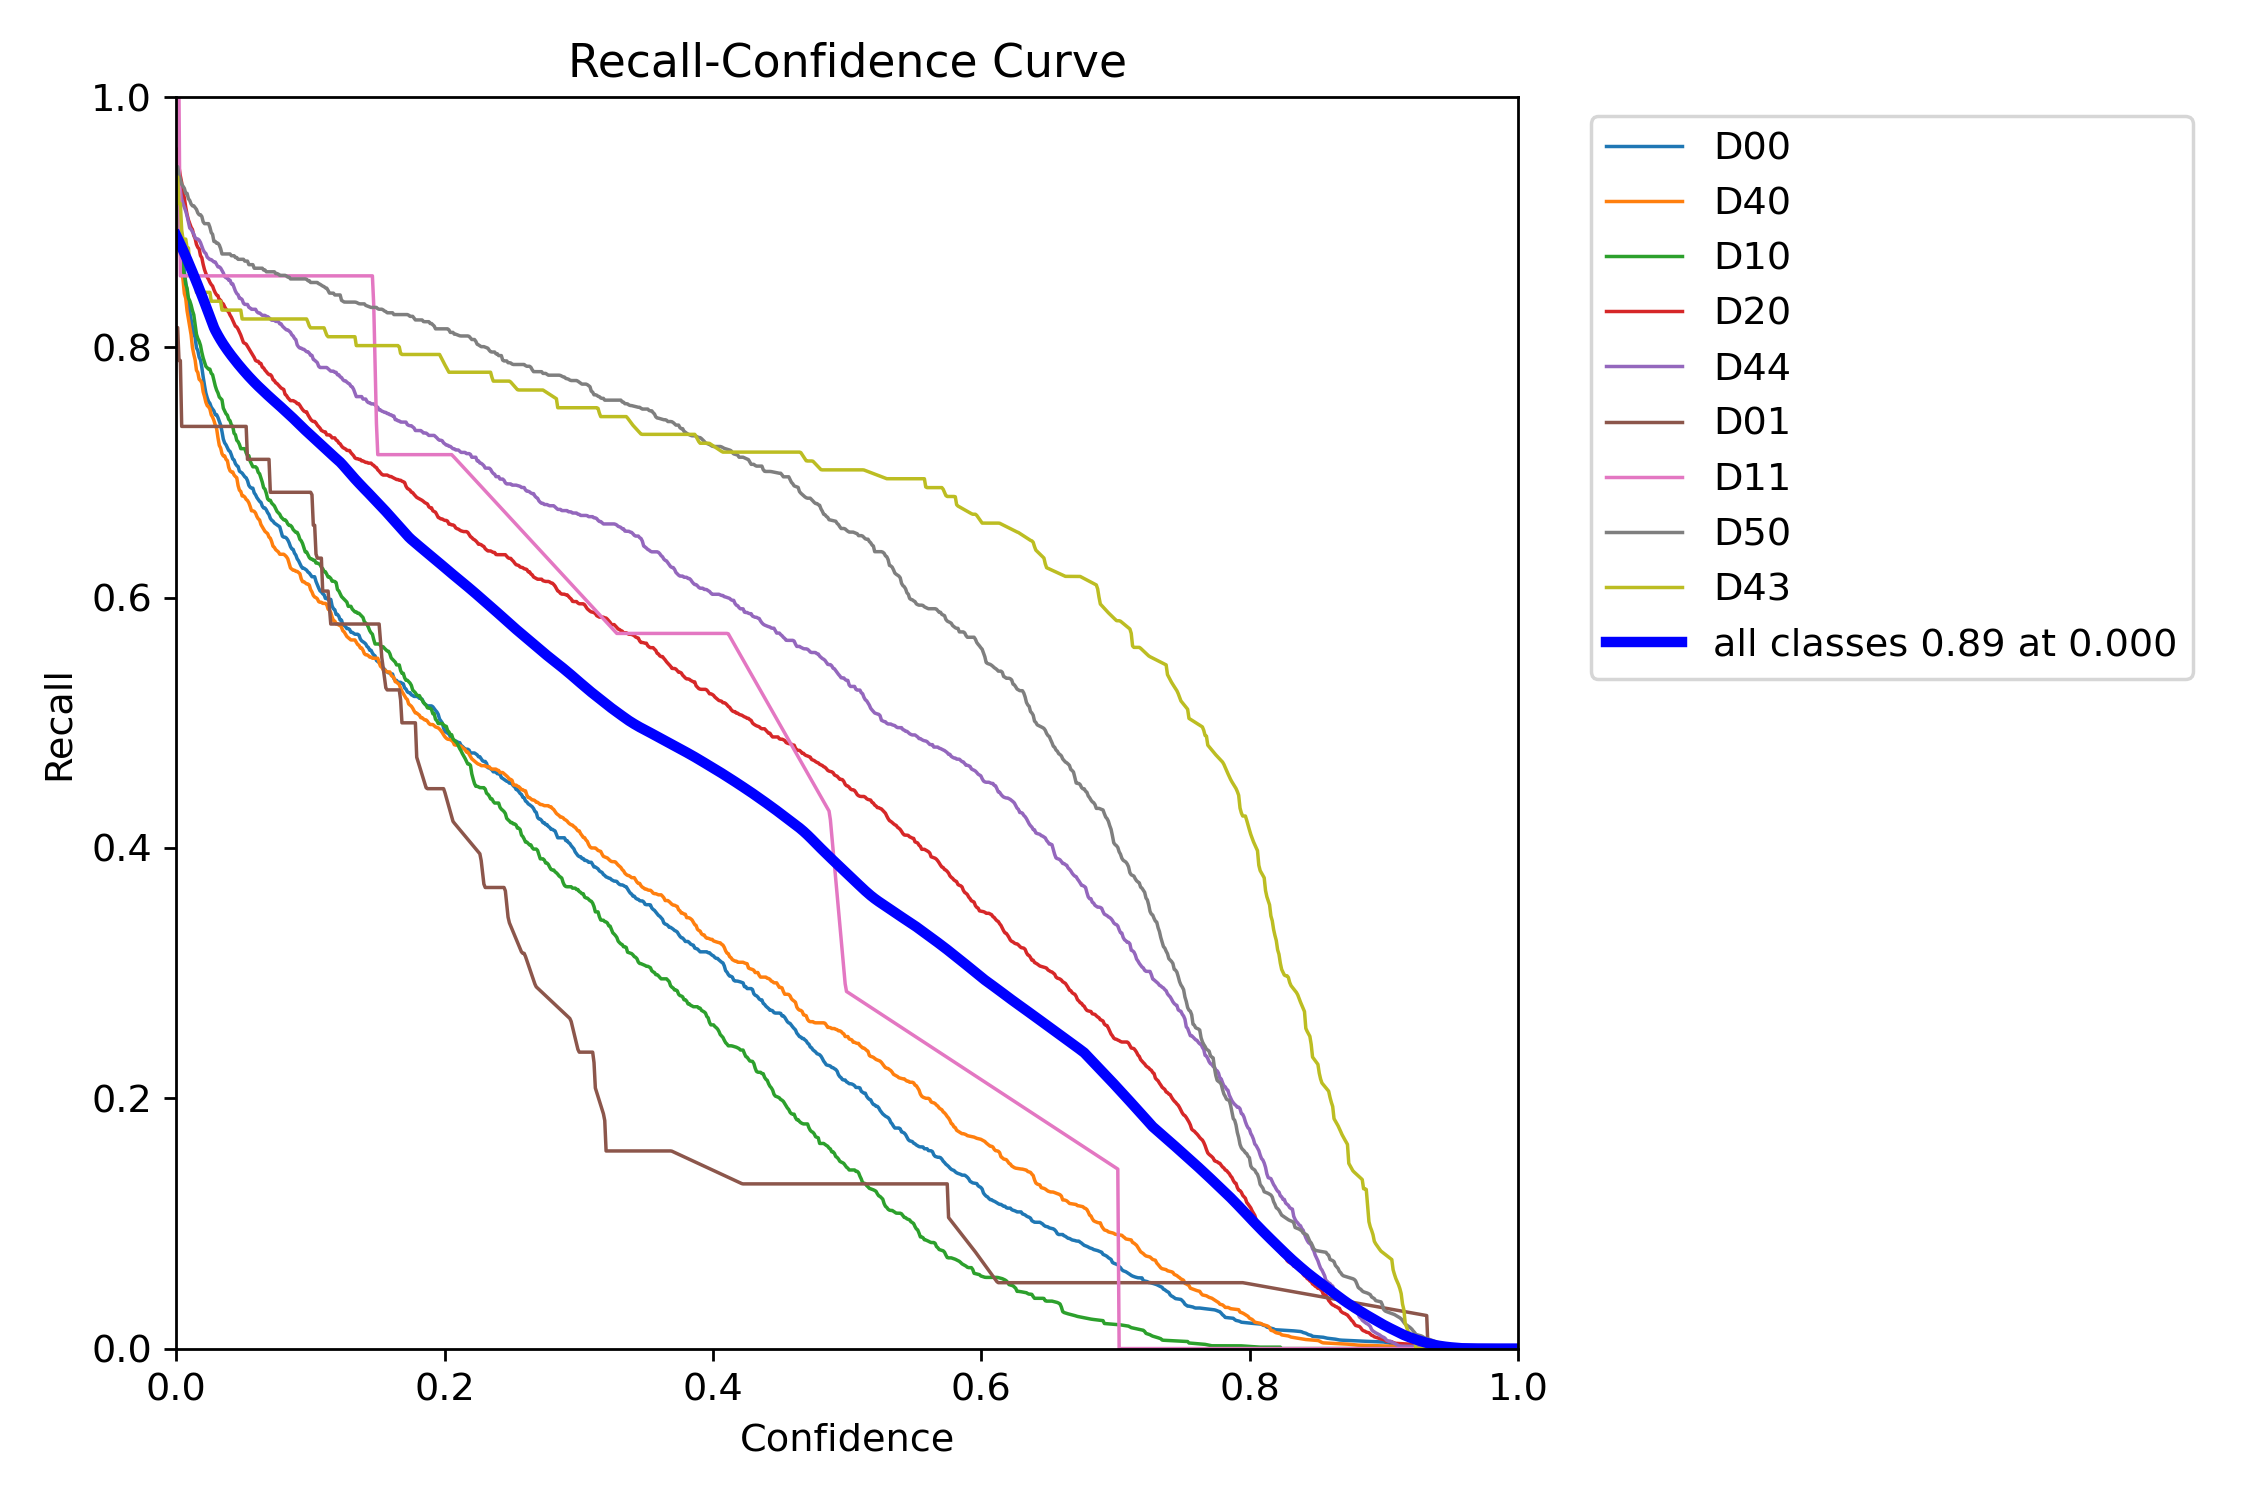 Recall-Confidence Curve
1.0
0.8
0.6
0.4
0.2
0.0
Recall
0.0 0.2 0.4 0.6 0.8 1.0
Confidence
D00
D40
D10
D20
D44
D01
D11
D50
D43
all classes 0.89 at 0.000